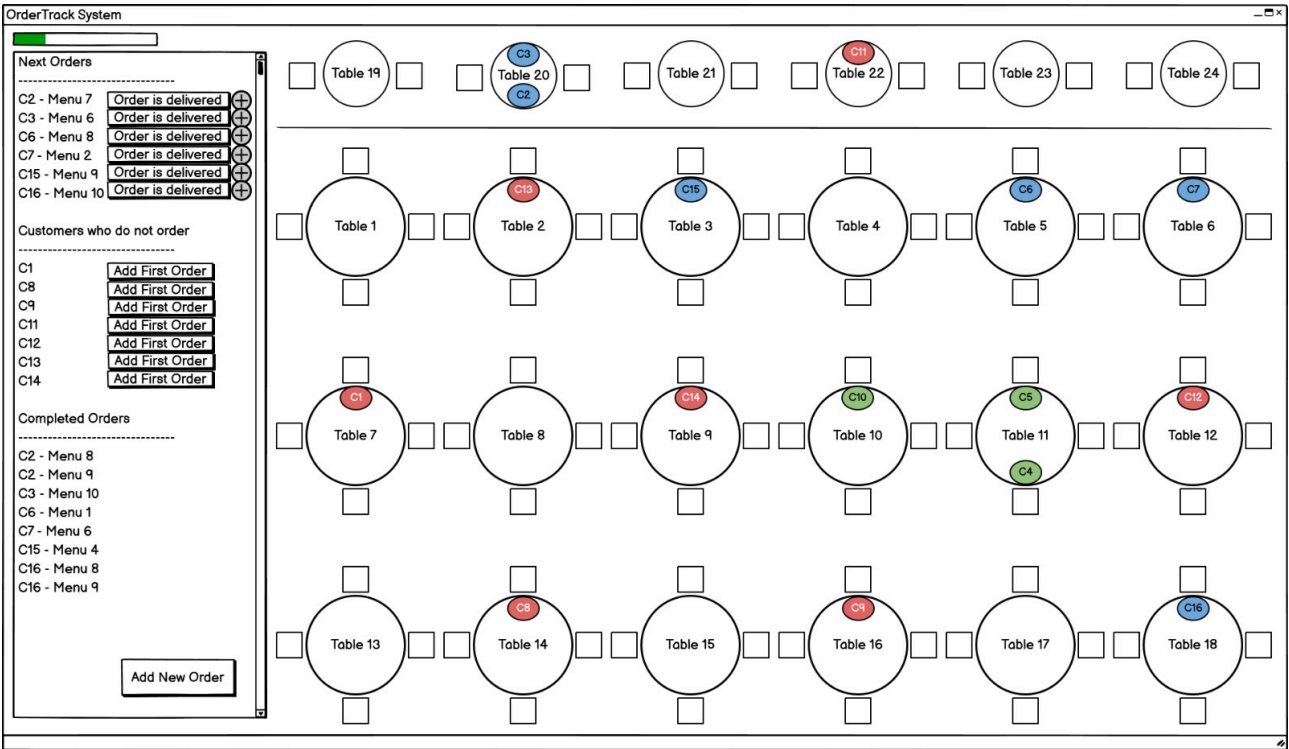 OrderTrack System
Next Orders
--------------------------------
C2 - Menu 7 Order is delivered
C3 - Menu 6 Order is delivered
C6 - Menu 8 Order is delivered
C7 - Menu 2 Order is delivered
C15 - Menu 9 Order is delivered
C16 - Menu 10 Order is delivered
Customers who do not order
--------------------------------
C1 Add First Order
C8 Add First Order
C9 Add First Order
C11 Add First Order
C12 Add First Order
C13 Add First Order
C14 Add First Order
Completed Orders
--------------------------------
C2 - Menu 8
C2 - Menu 9
C3 - Menu 10
C6 - Menu 1
C7 - Menu 6
C15 - Menu 4
C16 - Menu 8
C16 - Menu 9
Add New Order
C3 C11
Table 19 Table 20 Table 21 Table 22 Table 23 Table 24
C2
C13 C15 C6 C7
Table 1 Table 2 Table 3 Table 4 Table 5 Table 6
C1 C14 C10 C5 C12
Table 7 Table 8 Table 9 Table 10 Table 11 Table 12
C4
C8 C9 C16
Table 13 Table 14 Table 15 Table 16 Table 17 Table 18